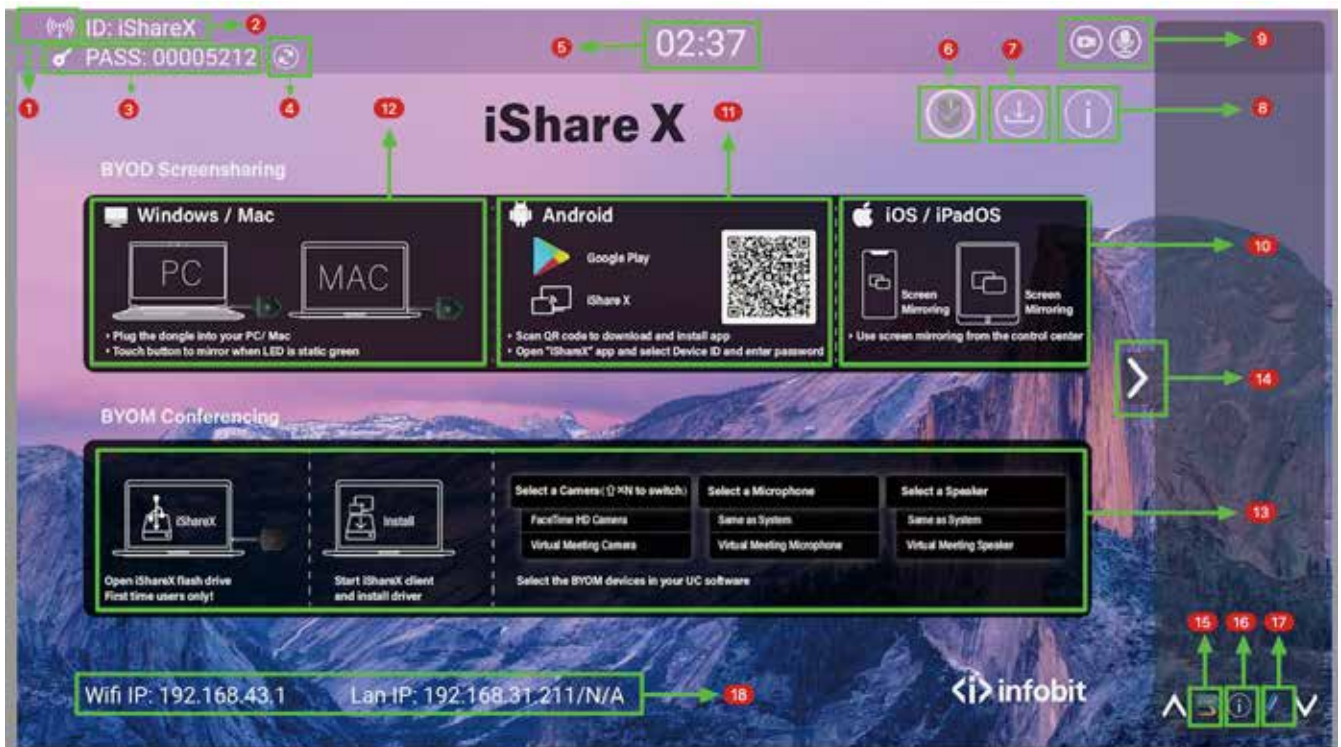 ID: iShareX
2
PASS: 00005212
02:37
5
6
7
9
1
3
4
12
iShare X
11
8
BYOD Screensharing
Windows / Mac
PC
MAC
Plug the dongle into your PC/ Mac
Touch button to mirror when LED is static green
Android
Google Play
iShare X
Scan QR code to download and install app
Open "iShareX" app and select Device ID and enter password
iOS / iPadOS
Screen
Mirroring
Screen
Mirroring
Use screen mirroring from the control center
10
14
BYOM Conferencing
iShareX
Open iShareX flash drive
First time users only!
Install
Start iShareX client
and install driver
Select a Camera(⇧×N to switch)
FaceTime HD Camera
Virtual Meeting Camera
Select a Microphone
Same as System
Virtual Meeting Microphone
Select a Speaker
Same as System
Virtual Meeting Speaker
Select the BYOM devices in your UC software
13
15
16
17
Wifi IP: 192.168.43.1
Lan IP: 192.168.31.211/N/A
18
<i>infobit